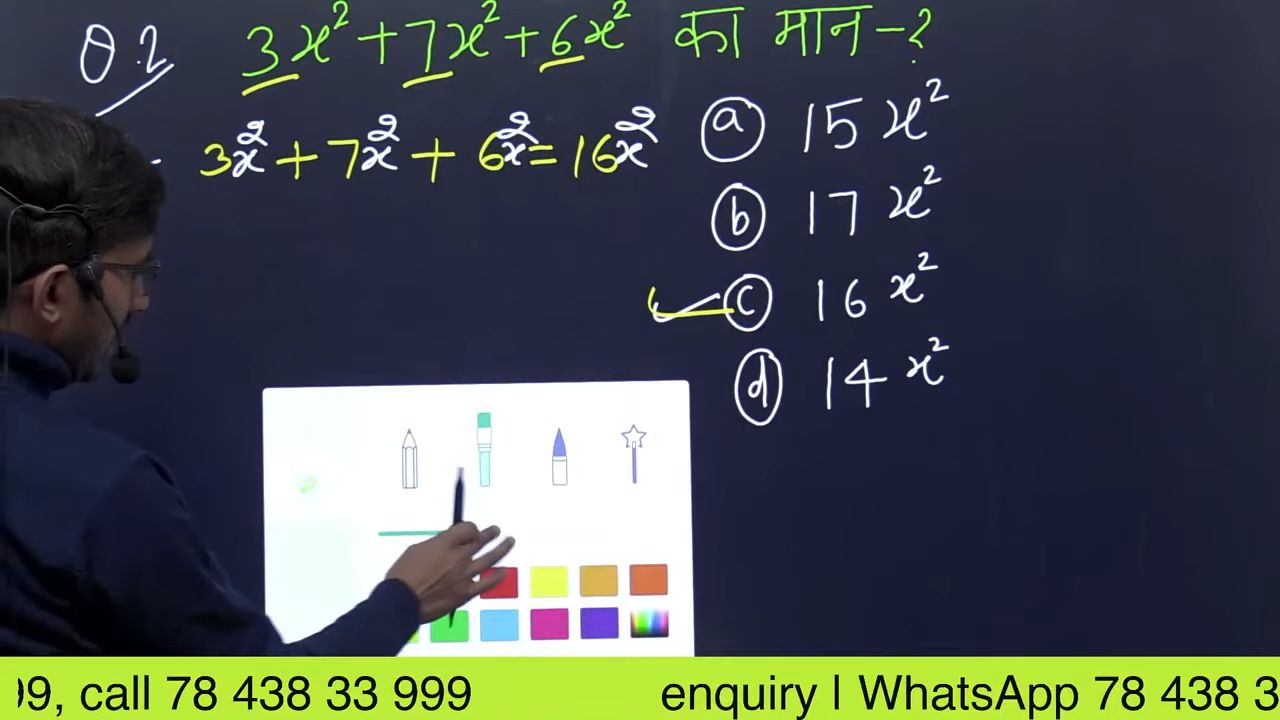 Q.2 3x² + 7x² + 6x² का मान - ?
3x² + 7x² + 6x² = 16x²
(a) 15x²
(b) 17x²
(c) 16x²
(d) 14x²
99, call 78 438 33 999 enquiry | WhatsApp 78 438 3